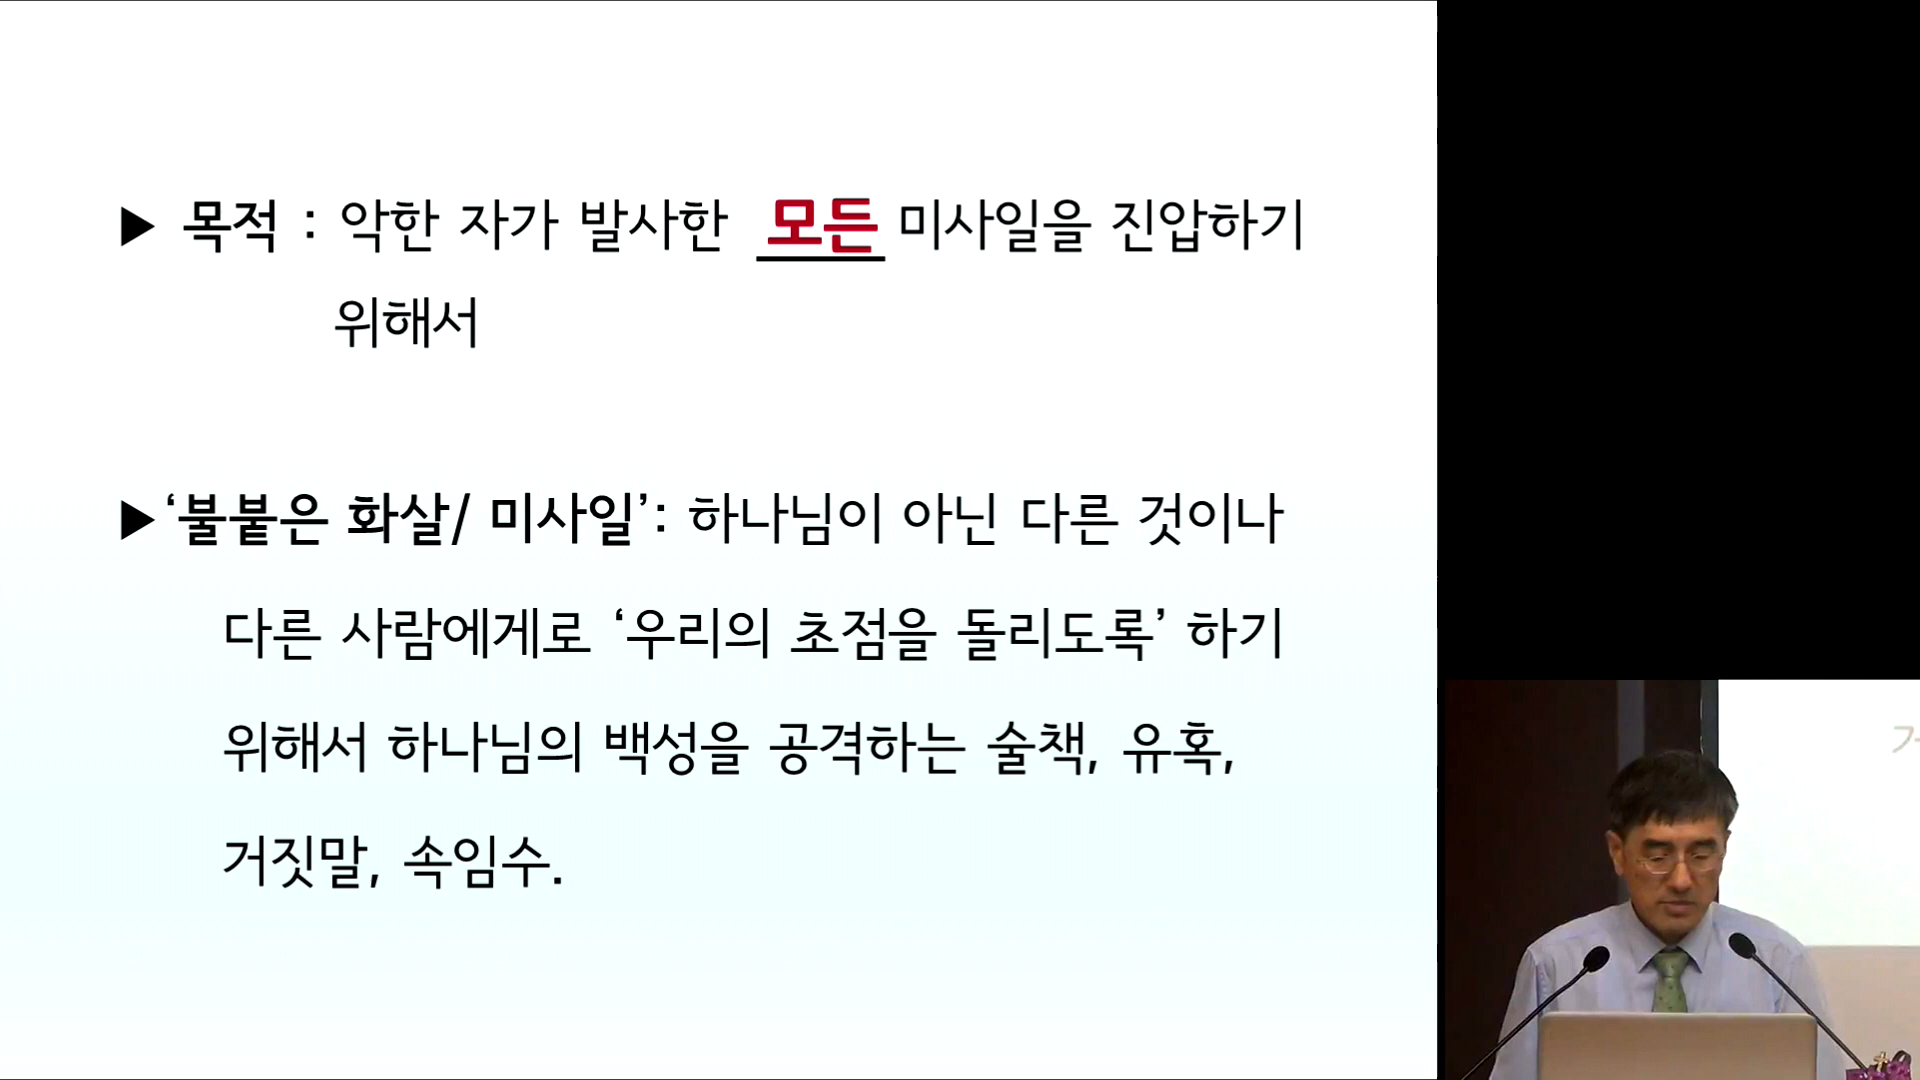 ▶ 목적 : 악한 자가 발사한 모든 미사일을 진압하기
위해서
▶‘불붙은 화살/ 미사일’: 하나님이 아닌 다른 것이나
다른 사람에게로 ‘우리의 초점을 돌리도록’ 하기
위해서 하나님의 백성을 공격하는 술책, 유혹,
거짓말, 속임수.